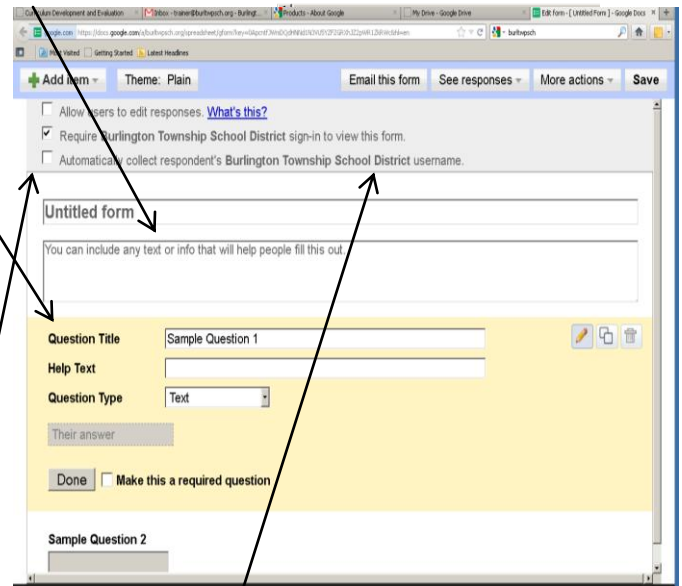 Curriculum Development and Evaluation
Inbox - trainer@burltwpsch.org - Burlingt...
Products - About Google
My Drive - Google Drive
Edit form - [ Untitled Form ] - Google Docs
google.com
burltwpsch
Most Visited Getting Started Latest Headlines
Add item Theme: Plain Email this form See responses More actions Save
Allow users to edit responses. What's this?
Require Burlington Township School District sign-in to view this form.
Automatically collect respondent's Burlington Township School District username.
Untitled form
You can include any text or info that will help people fill this out.
Question Title Sample Question 1
Help Text
Question Type Text
Their answer
Done Make this a required question
Sample Question 2